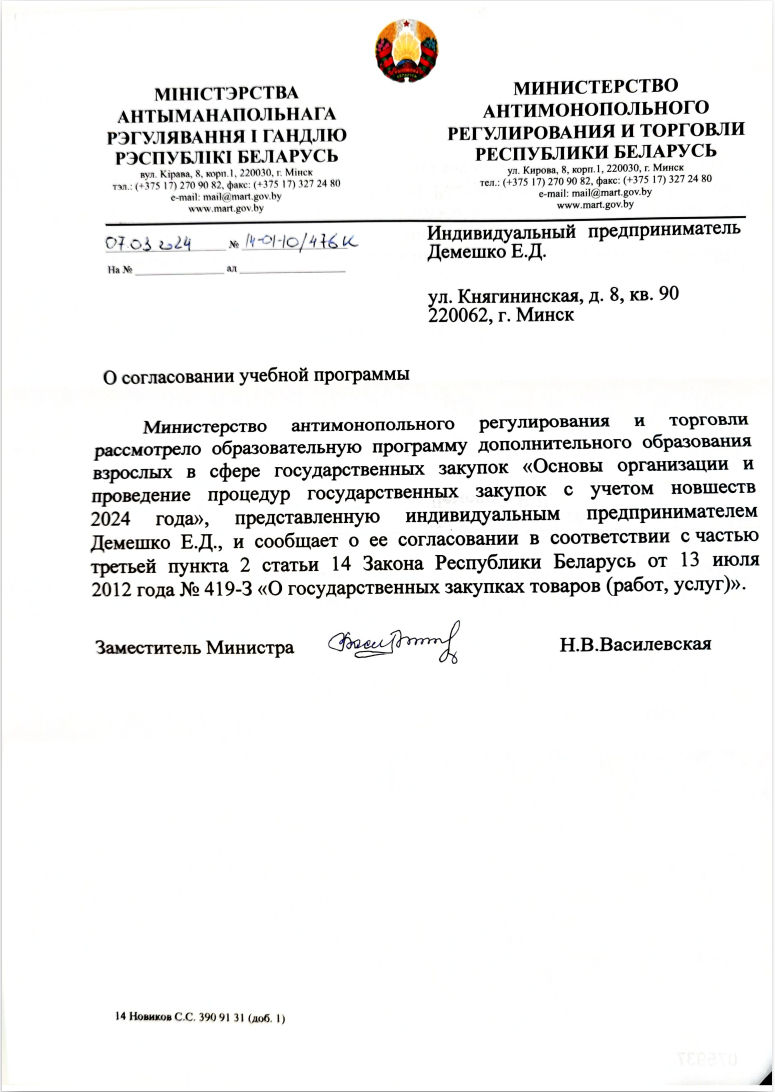 МІНІСТЭРСТВА
АНТЫМАНАПОЛЬНАГА
РЭГУЛЯВАННЯ І ГАНДЛЮ
РЭСПУБЛІКІ БЕЛАРУСЬ
вул. Кірава, 8, корп.1, 220030, г. Мінск
тэл.: (+375 17) 270 90 82, факс: (+375 17) 327 24 80
e-mail: mail@mart.gov.by
www.mart.gov.by
МИНИСТЕРСТВО
АНТИМОНОПОЛЬНОГО
РЕГУЛИРОВАНИЯ И ТОРГОВЛИ
РЕСПУБЛИКИ БЕЛАРУСЬ
ул. Кирова, 8, корп.1, 220030, г. Минск
тел.: (+375 17) 270 90 82, факс: (+375 17) 327 24 80
e-mail: mail@mart.gov.by
www.mart.gov.by
07.03 2024 № 14-01-10/476К
На № ад
Индивидуальный предприниматель
Демешко Е.Д.
ул. Княгининская, д. 8, кв. 90
220062, г. Минск
О согласовании учебной программы
Министерство антимонопольного регулирования и торговли
рассмотрело образовательную программу дополнительного образования
взрослых в сфере государственных закупок «Основы организации и
проведение процедур государственных закупок с учетом новшеств
2024 года», представленную индивидуальным предпринимателем
Демешко Е.Д., и сообщает о ее согласовании в соответствии с частью
третьей пункта 2 статьи 14 Закона Республики Беларусь от 13 июля
2012 года № 419-З «О государственных закупках товаров (работ, услуг)».
Заместитель Министра Н.В.Василевская
14 Новиков С.С. 390 91 31 (доб. 1)